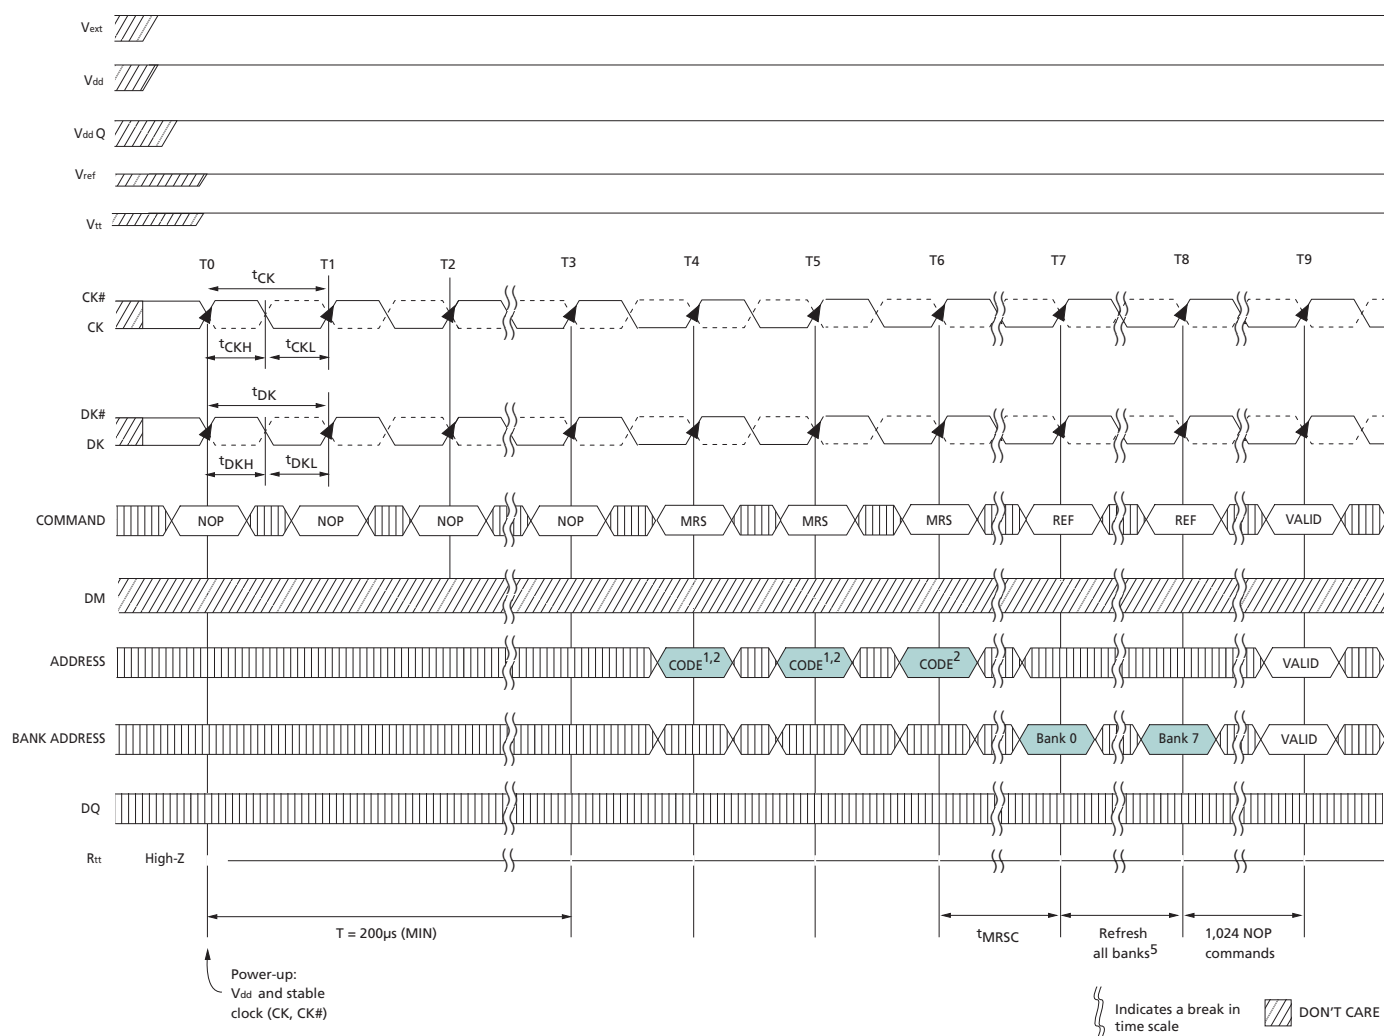 Vext
Vdd
VddQ
Vref
Vtt
T0 T1 T2 T3 T4 T5 T6 T7 T8 T9
tCK
CK#
CK
tCKH tCKL
tDK
DK#
DK
tDKH tDKL
COMMAND NOP NOP NOP NOP MRS MRS MRS REF REF VALID
DM
ADDRESS CODE1,2 CODE1,2 CODE2 VALID
BANK ADDRESS Bank 0 Bank 7 VALID
DQ
Rtt High-Z
T = 200µs (MIN) tMRSC Refresh all banks5 1,024 NOP commands
Power-up:
Vdd and stable
clock (CK, CK#)
Indicates a break in
time scale
DON'T CARE